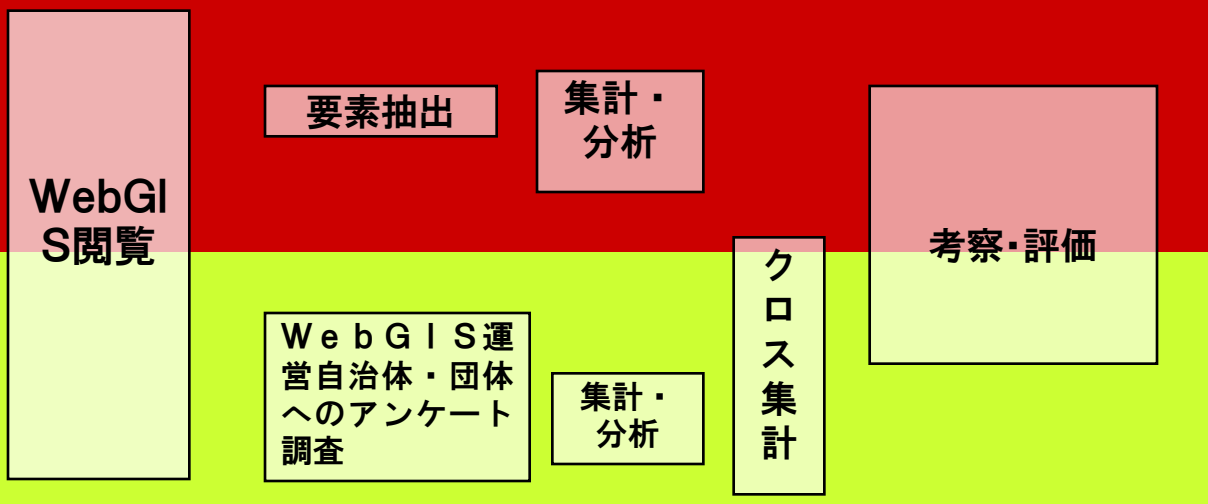 WebGI
S閲覧
要素抽出
集計・
分析
WebGIS運
営自治体・団体
へのアンケート
調査
集計・
分析
ク
ロ
ス
集
計
考察・評価